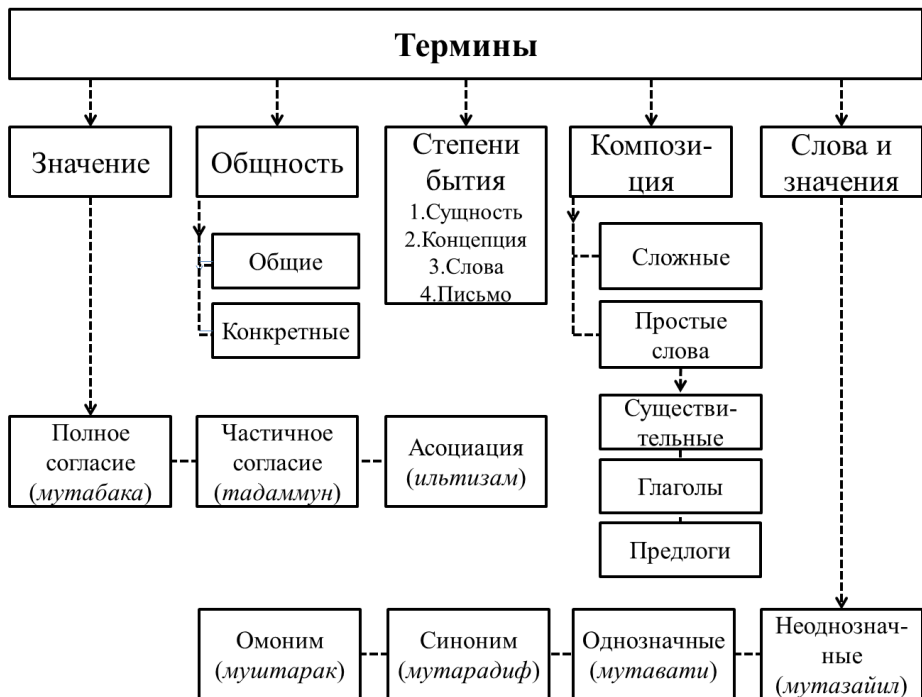 Термины
Значение
Общность
Степени
бытия
1.Сущность
2.Концепция
3.Слова
4.Письмо
Компози-
ция
Слова и
значения
Общие
Конкретные
Сложные
Простые
слова
Существи-
тельные
Глаголы
Предлоги
Полное
согласие
(мутабака)
Частичное
согласие
(тадаммун)
Асоциация
(ильтизам)
Омоним
(муштарак)
Синоним
(мутарадиф)
Однозначные
(мутавати)
Неоднознач-
ные
(мутазайил)